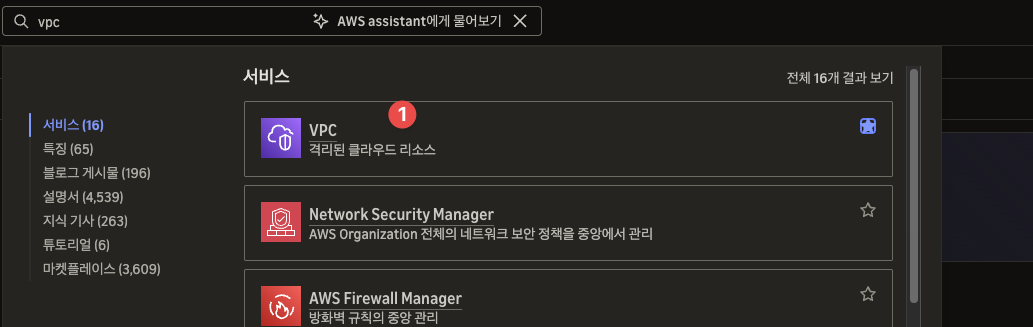 vpc
AWS assistant에게 물어보기
서비스
전체 16개 결과 보기
서비스 (16)
특징 (65)
블로그 게시물 (196)
설명서 (4,539)
지식 기사 (263)
튜토리얼 (6)
마켓플레이스 (3,609)
1
VPC
격리된 클라우드 리소스
Network Security Manager
AWS Organization 전체의 네트워크 보안 정책을 중앙에서 관리
AWS Firewall Manager
방화벽 규칙의 중앙 관리